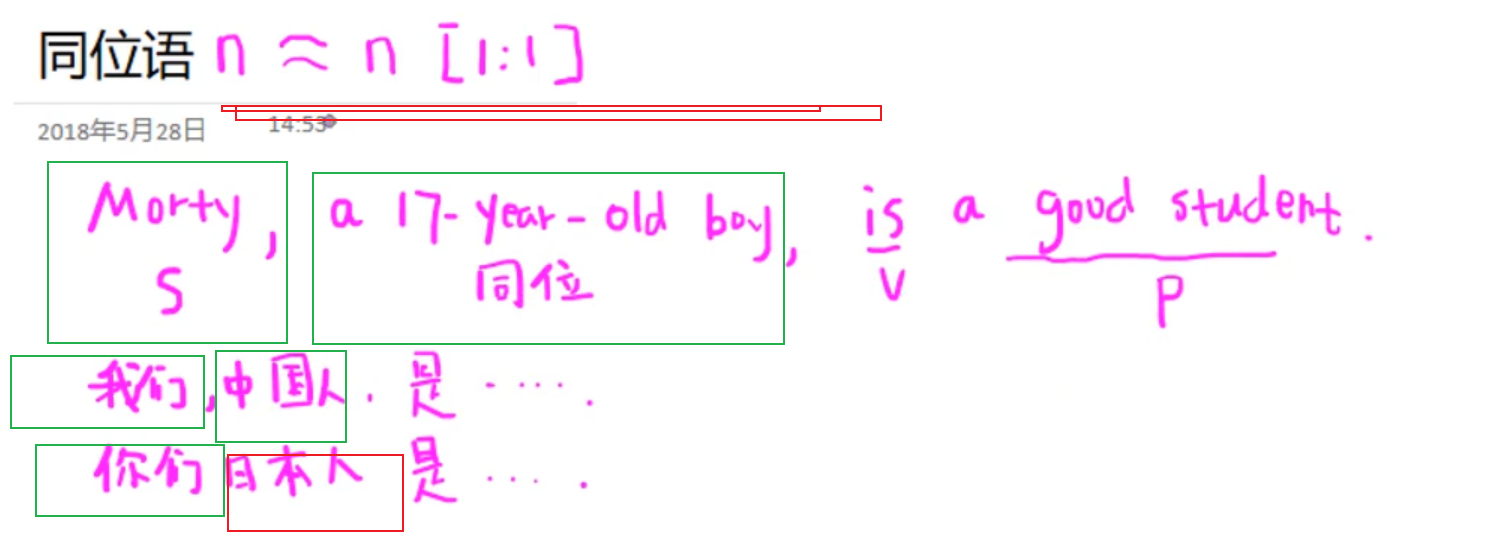 同位语 n ≈ n [1:1]
2018年5月28日 14:53
Morty, a 17-year-old boy, is a good student.
S 同位 V P
我们,中国人,是 ···· .
你们日本人 是 ··· .